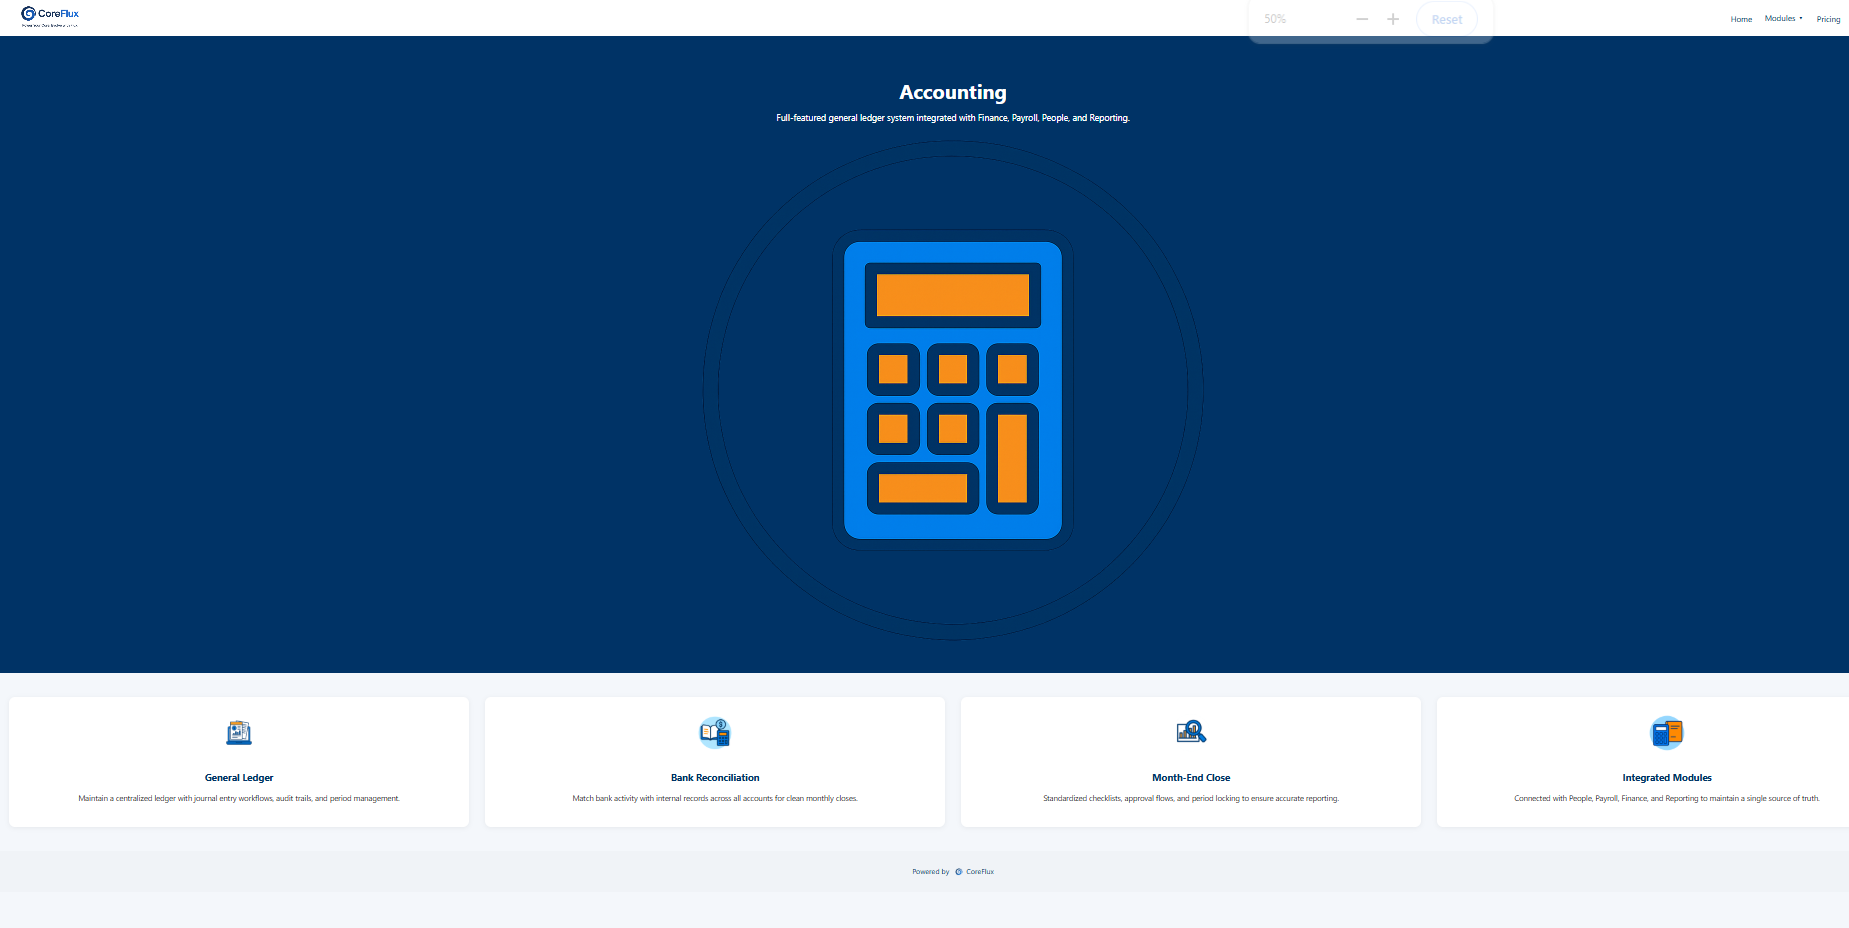 CoreFlux
50%
Reset
Home
Modules
Pricing
Accounting
Full-featured general ledger system integrated with Finance, Payroll, People, and Reporting.
General Ledger
Maintain a centralized ledger with journal entry workflows, audit trails, and period management.
Bank Reconciliation
Match bank activity with internal records across all accounts for clean monthly closes.
Month-End Close
Standardized checklists, approval flows, and period locking to ensure accurate reporting.
Integrated Modules
Connected with People, Payroll, Finance, and Reporting to maintain a single source of truth.
Powered by CoreFlux